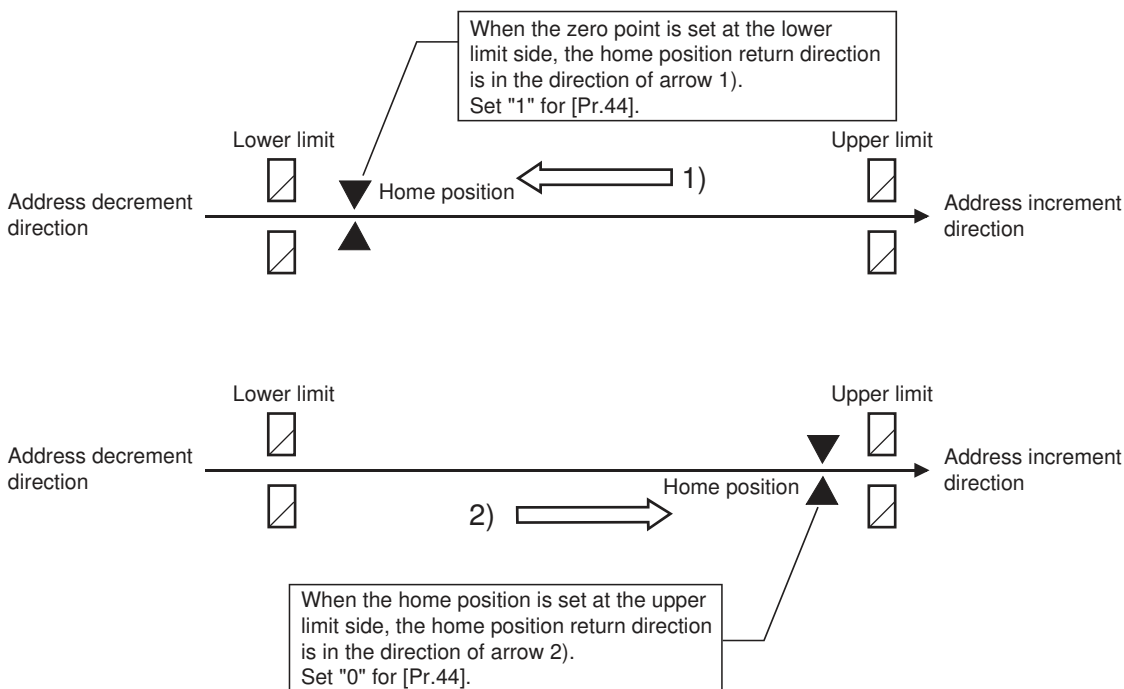 When the zero point is set at the lower
limit side, the home position return direction
is in the direction of arrow 1).
Set "1" for [Pr.44].
Lower limit
Upper limit
Home position
1)
Address decrement
direction
Address increment
direction
Lower limit
Upper limit
Address decrement
direction
Address increment
direction
Home position
2)
When the home position is set at the upper
limit side, the home position return direction
is in the direction of arrow 2).
Set "0" for [Pr.44].